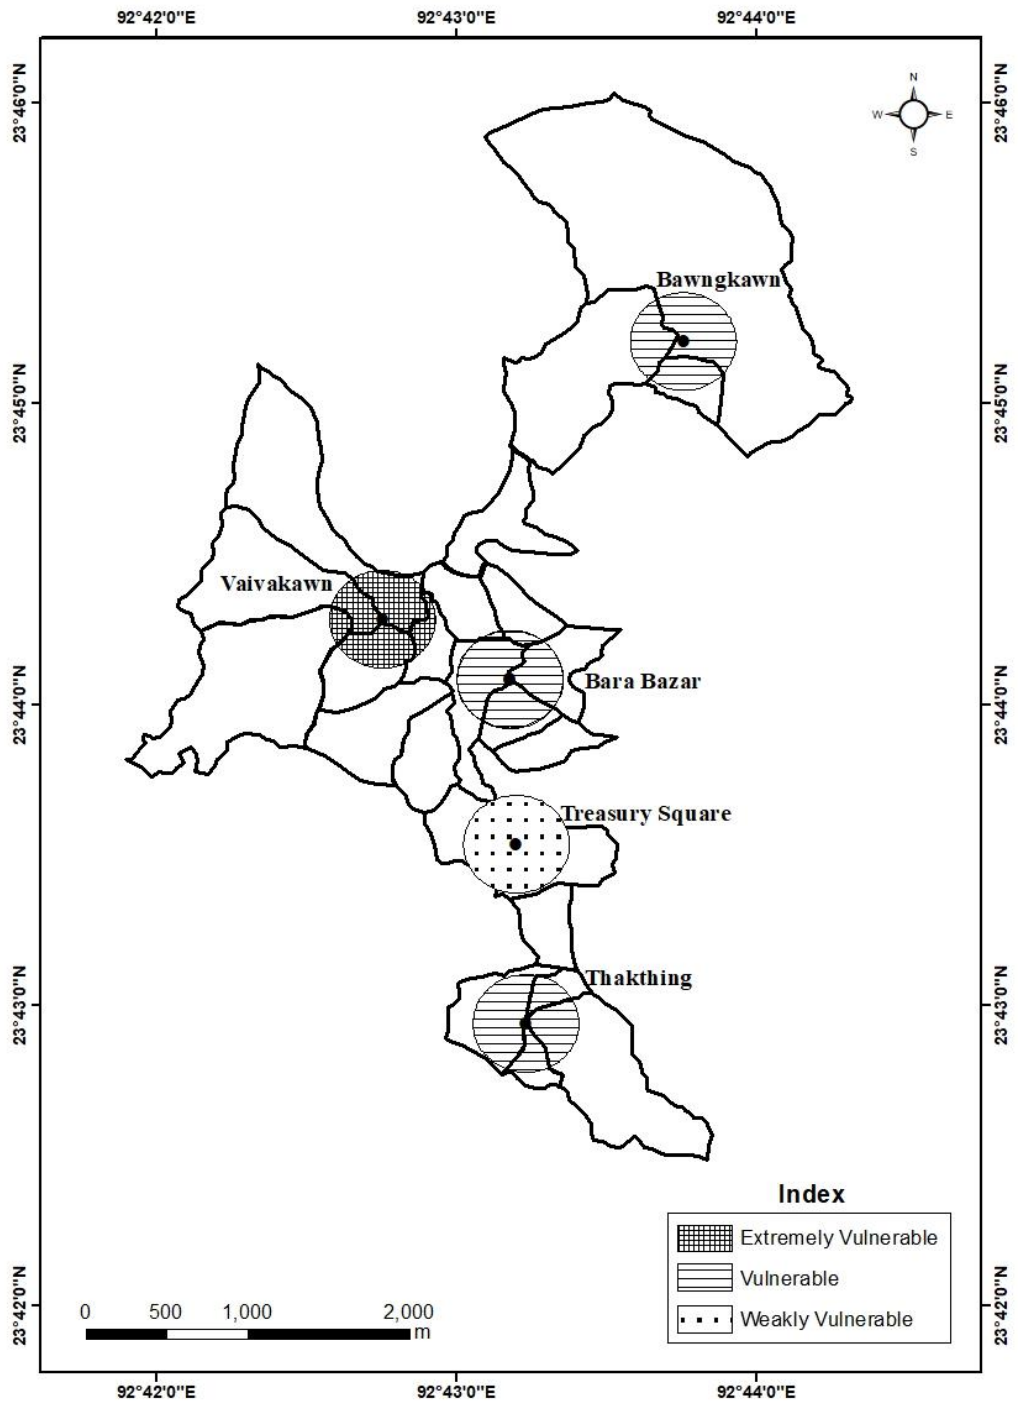 92°42'0"E 92°43'0"E 92°44'0"E
23°46'0"N 23°46'0"N
N
W E
S
Bawngkawn
23°45'0"N 23°45'0"N
Vaivakawn
Bara Bazar
23°44'0"N 23°44'0"N
Treasury Square
Thakthing
23°43'0"N 23°43'0"N
Index
Extremely Vulnerable
Vulnerable
Weakly Vulnerable
23°42'0"N 23°42'0"N
0 500 1,000 2,000
m
92°42'0"E 92°43'0"E 92°44'0"E